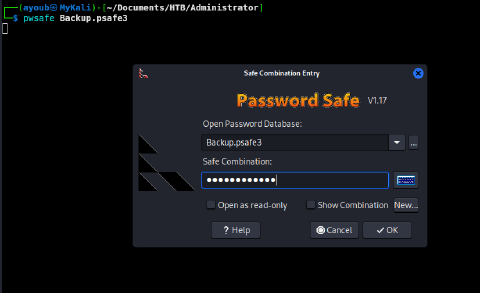 (ayoub㉿MyKali)-[~/Documents/HTB/Administrator]
$ pwsafe Backup.psafe3
Safe Combination Entry
Password Safe V1.17
Open Password Database:
Backup.psafe3
...
Safe Combination:
••••••••••••
Open as read-only Show Combination New...
? Help Cancel OK